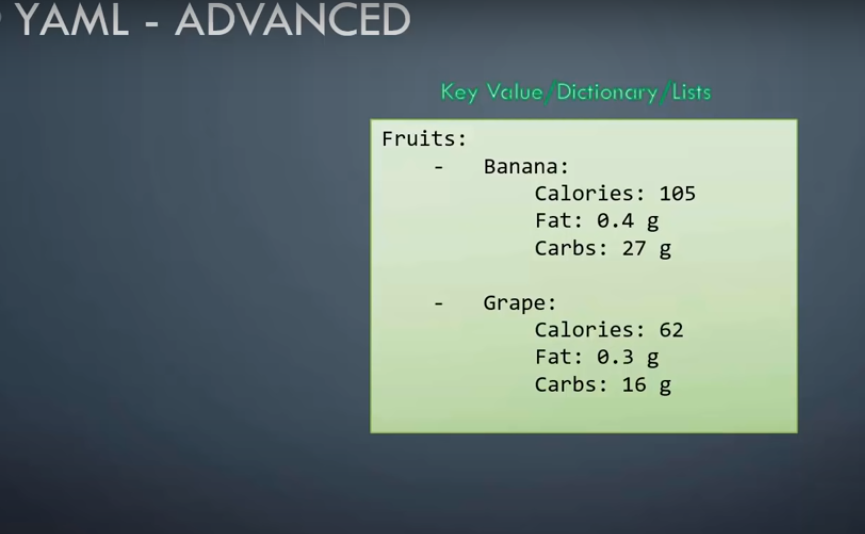 YAML - ADVANCED
Key Value/Dictionary/Lists
Fruits:
- Banana:
Calories: 105
Fat: 0.4 g
Carbs: 27 g
- Grape:
Calories: 62
Fat: 0.3 g
Carbs: 16 g